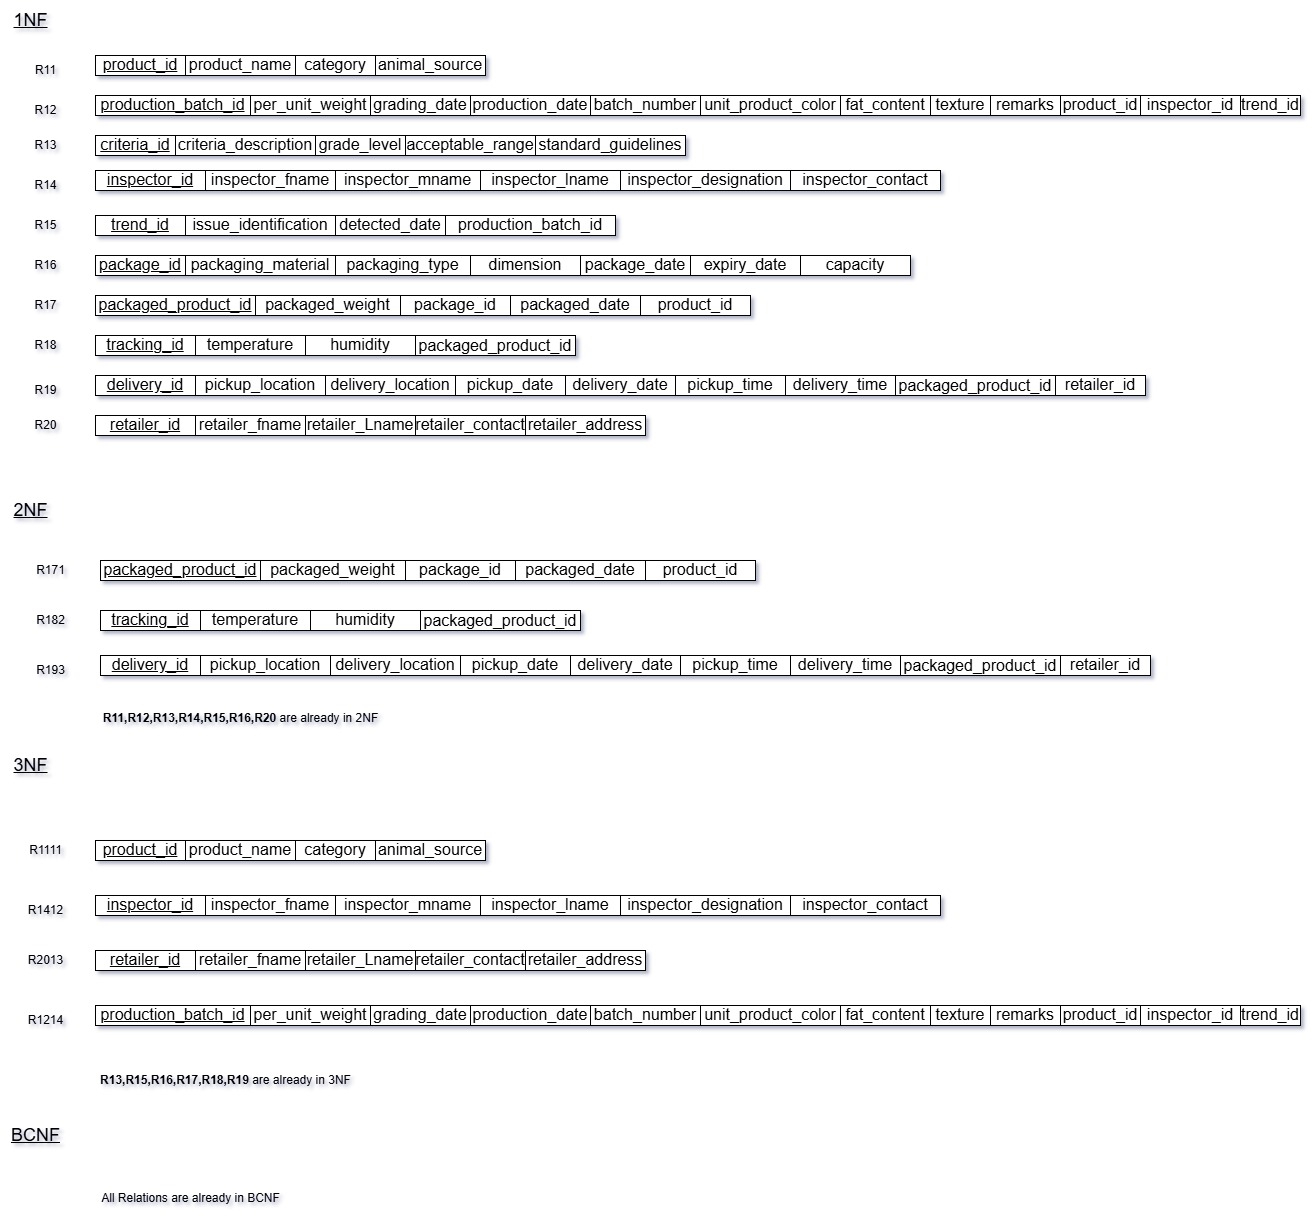 1NF
R11 product_id product_name category animal_source
R12 production_batch_id per_unit_weight grading_date production_date batch_number unit_product_color fat_content texture remarks product_id inspector_id trend_id
R13 criteria_id criteria_description grade_level acceptable_range standard_guidelines
R14 inspector_id inspector_fname inspector_mname inspector_lname inspector_designation inspector_contact
R15 trend_id issue_identification detected_date production_batch_id
R16 package_id packaging_material packaging_type dimension package_date expiry_date capacity
R17 packaged_product_id packaged_weight package_id packaged_date product_id
R18 tracking_id temperature humidity packaged_product_id
R19 delivery_id pickup_location delivery_location pickup_date delivery_date pickup_time delivery_time packaged_product_id retailer_id
R20 retailer_id retailer_fname retailer_Lname retailer_contact retailer_address
2NF
R171 packaged_product_id packaged_weight package_id packaged_date product_id
R182 tracking_id temperature humidity packaged_product_id
R193 delivery_id pickup_location delivery_location pickup_date delivery_date pickup_time delivery_time packaged_product_id retailer_id
R11,R12,R13,R14,R15,R16,R20 are already in 2NF
3NF
R1111 product_id product_name category animal_source
R1412 inspector_id inspector_fname inspector_mname inspector_lname inspector_designation inspector_contact
R2013 retailer_id retailer_fname retailer_Lname retailer_contact retailer_address
R1214 production_batch_id per_unit_weight grading_date production_date batch_number unit_product_color fat_content texture remarks product_id inspector_id trend_id
R13,R15,R16,R17,R18,R19 are already in 3NF
BCNF
All Relations are already in BCNF